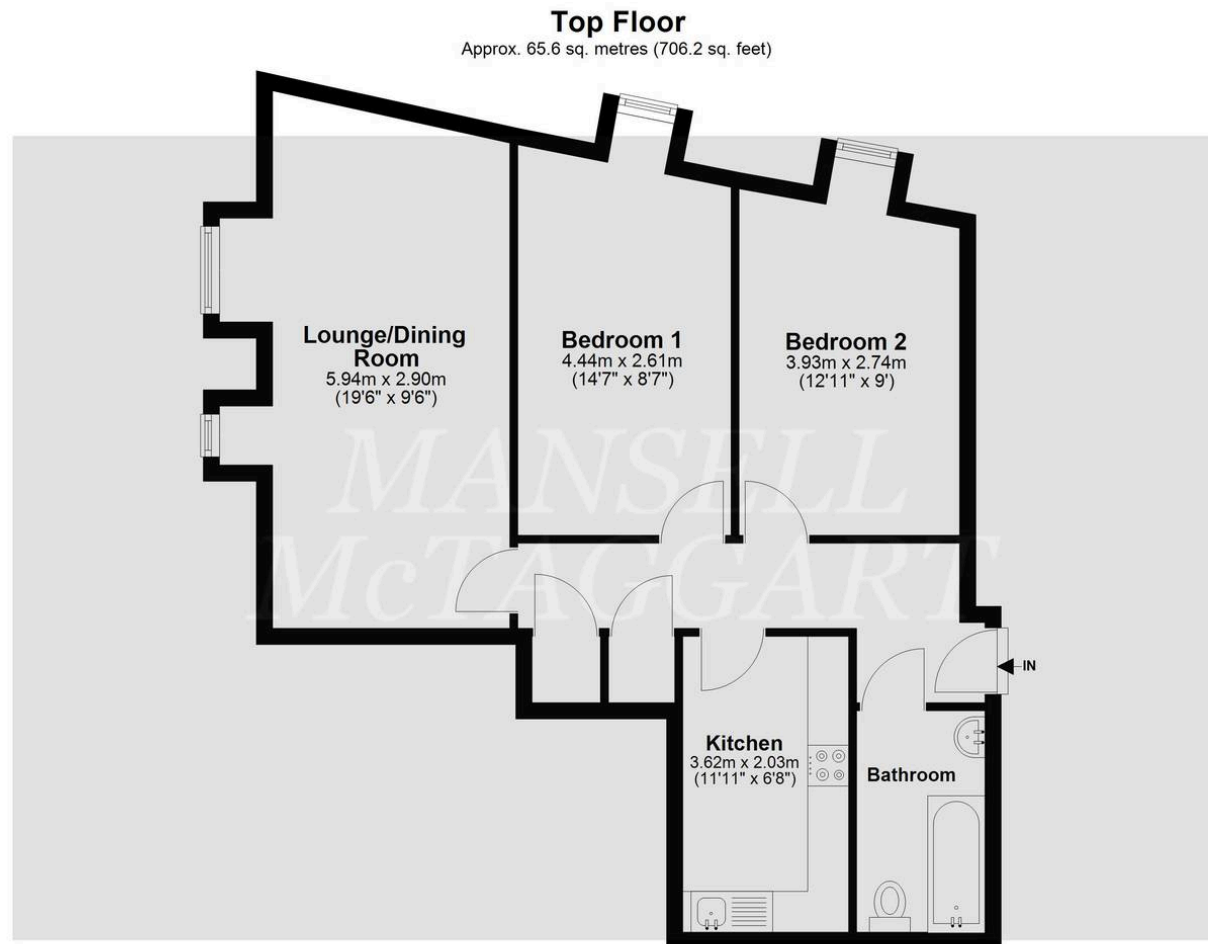 Top Floor
Approx. 65.6 sq. metres (706.2 sq. feet)
Lounge/Dining
Room
5.94m x 2.90m
(19'6" x 9'6")
Bedroom 1
4.44m x 2.61m
(14'7" x 8'7")
Bedroom 2
3.93m x 2.74m
(12'11" x 9')
MANSELL
McTAGGART
IN
Kitchen
3.62m x 2.03m
(11'11" x 6'8")
Bathroom